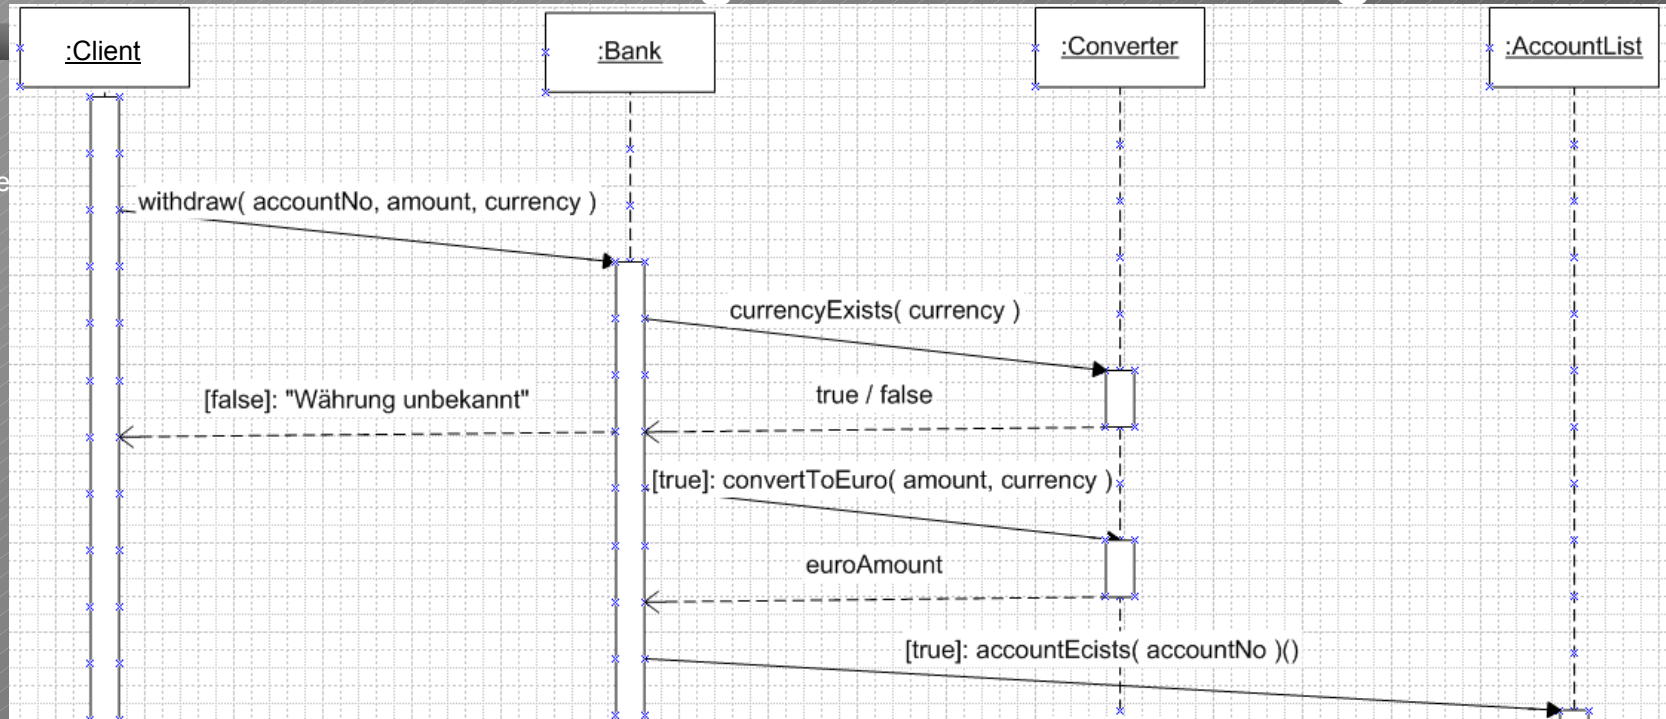 :Client
:Bank
:Converter
:AccountList
e
withdraw( accountNo, amount, currency )
currencyExists( currency )
[false]: "Währung unbekannt"
true / false
[true]: convertToEuro( amount, currency )
euroAmount
[true]: accountEcists( accountNo )()